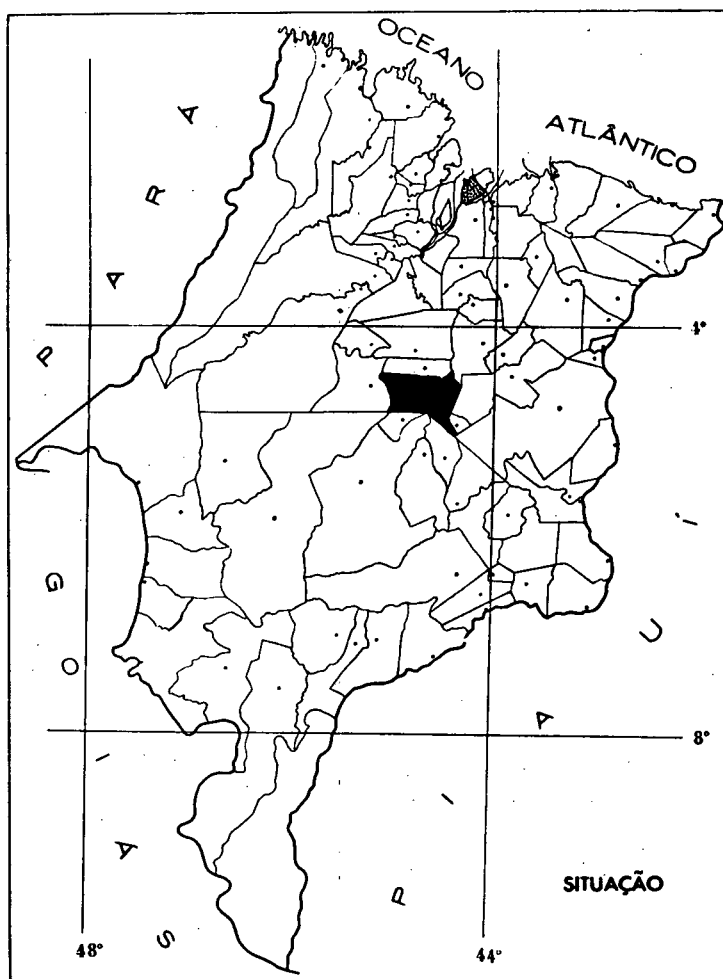 OCEANO
ATLÂNTICO
PARÁ
4°
GOIÁS
PIAUÍ
8°
SITUAÇÃO
48°
44°